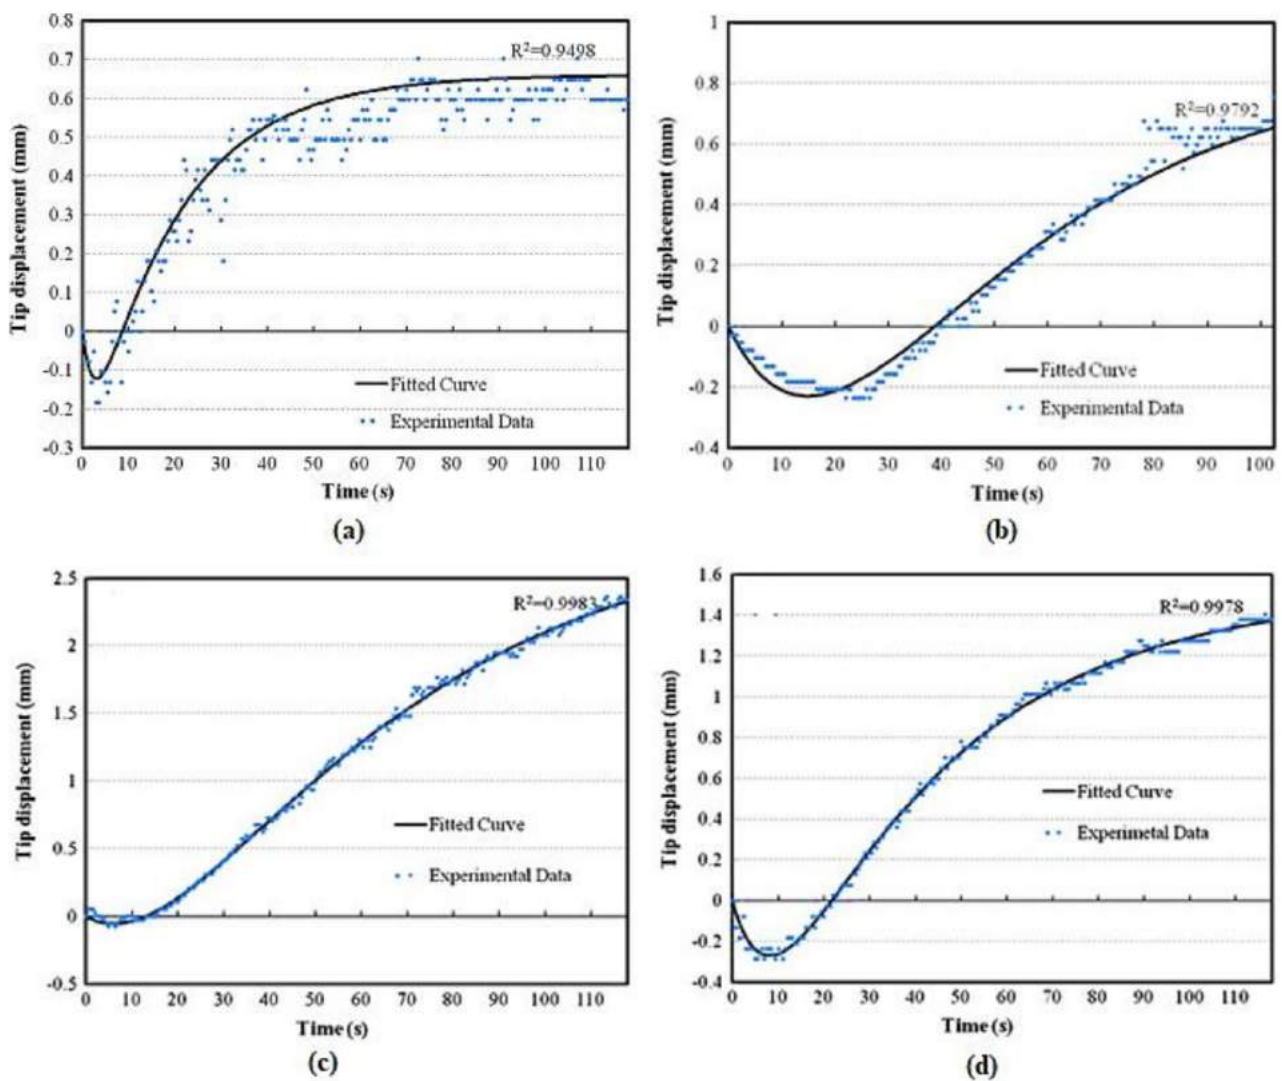 0.8
0.7
0.6
0.5
0.4
0.3
0.2
0.1
0
-0.1
-0.2
-0.3
Tip displacement (mm)
R²=0.9498
Fitted Curve
Experimental Data
0 10 20 30 40 50 60 70 80 90 100 110
Time (s)
(a)
1
0.8
0.6
0.4
0.2
0
-0.2
-0.4
Tip displacement (mm)
R²=0.9792
Fitted Curve
Experimental Data
0 10 20 30 40 50 60 70 80 90 100
Time (s)
(b)
2.5
2
1.5
1
0.5
0
-0.5
Tip displacement (mm)
R²=0.9983
Fitted Curve
Experimental Data
0 10 20 30 40 50 60 70 80 90 100 110
Time (s)
(c)
1.6
1.4
1.2
1
0.8
0.6
0.4
0.2
0
-0.2
-0.4
Tip displacement (mm)
R²=0.9978
Fitted Curve
Experimetal Data
0 10 20 30 40 50 60 70 80 90 100 110
Time (s)
(d)